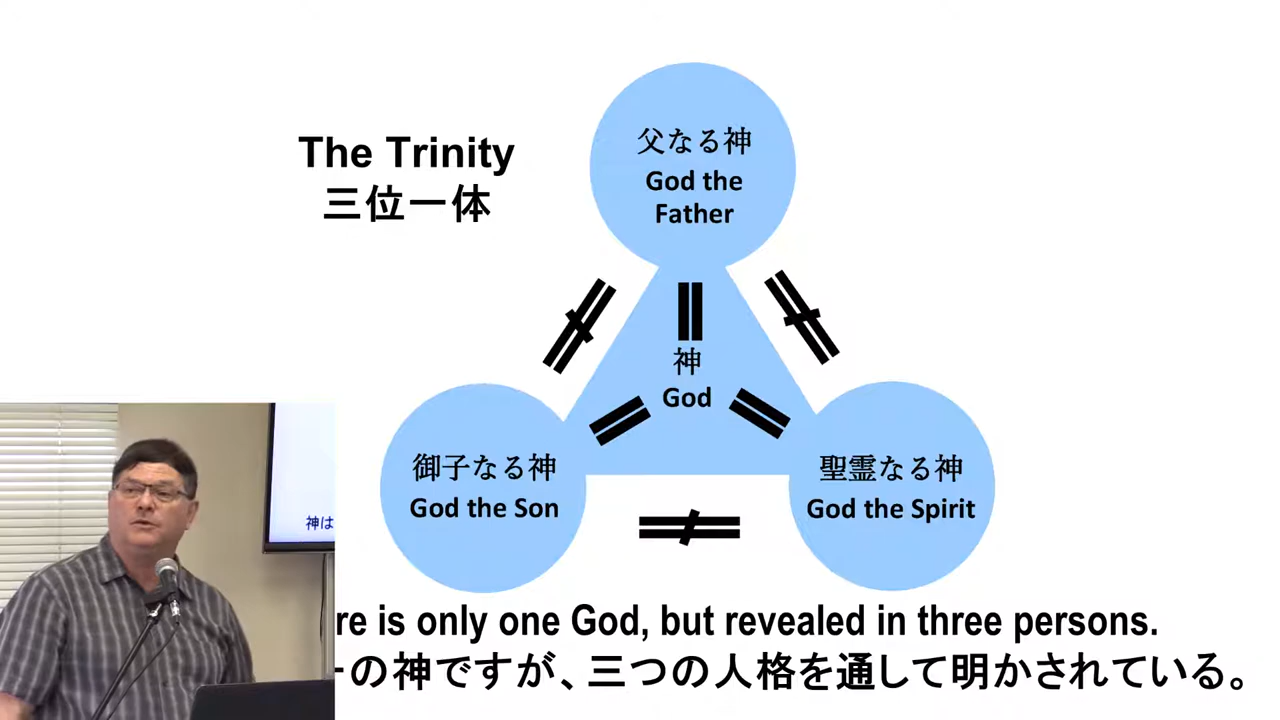 The Trinity
三位一体
父なる神
God the
Father
神
God
御子なる神
God the Son
聖霊なる神
God the Spirit
神は
is only one God, but revealed in three persons.
の神ですが、三つの人格を通して明かされている。